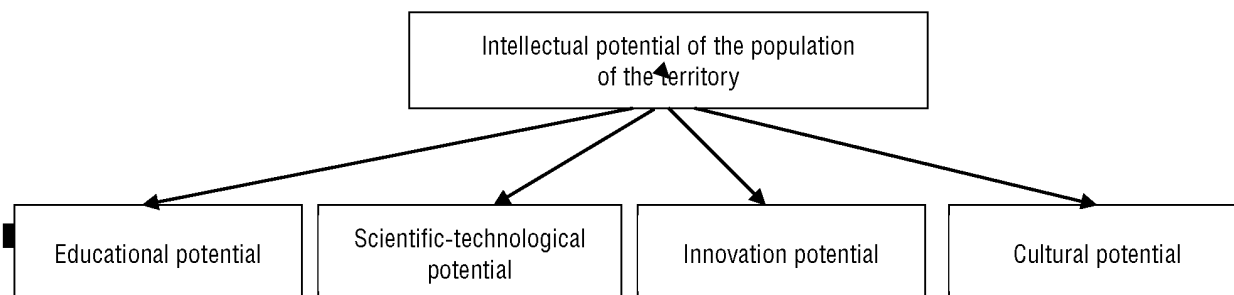 Intellectual potential of the population
of the territory
Educational potential
Scientific-technological
potential
Innovation potential
Cultural potential